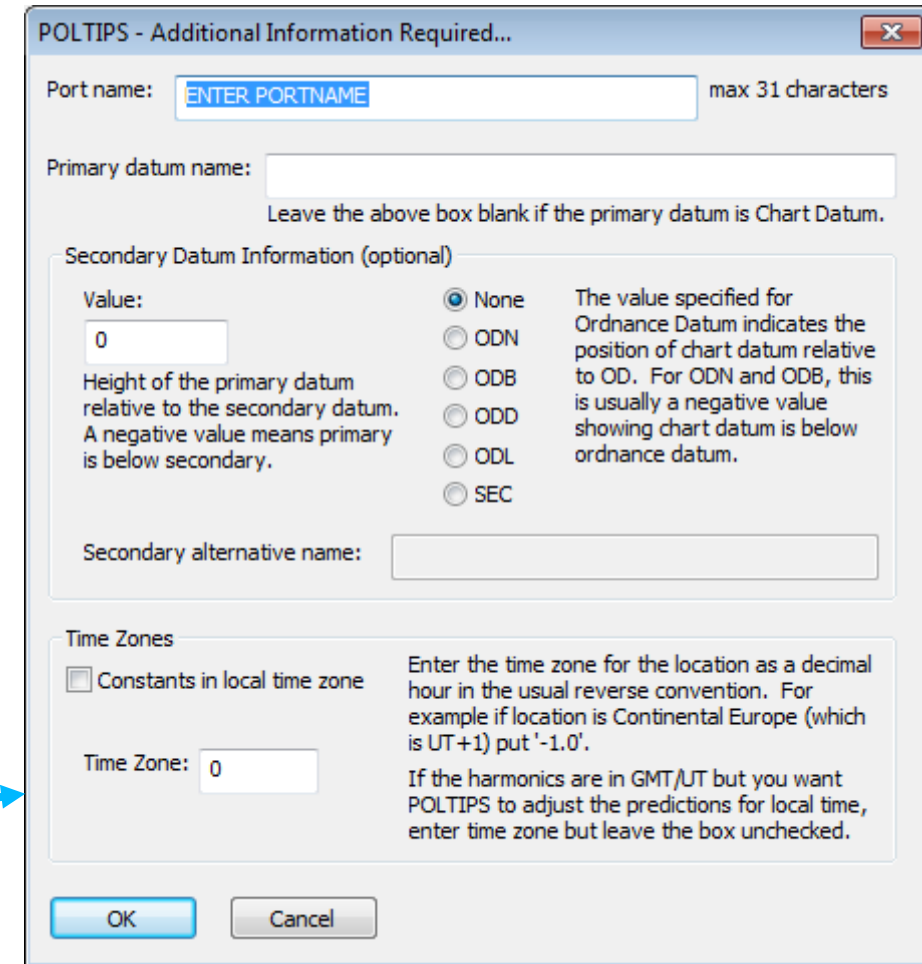 POLTIPS - Additional Information Required...
Port name: ENTER PORTNAME max 31 characters
Primary datum name:
Leave the above box blank if the primary datum is Chart Datum.
Secondary Datum Information (optional)
Value:
0
Height of the primary datum
relative to the secondary datum.
A negative value means primary
is below secondary.
None
ODN
ODB
ODD
ODL
SEC
The value specified for
Ordnance Datum indicates the
position of chart datum relative
to OD. For ODN and ODB, this
is usually a negative value
showing chart datum is below
ordnance datum.
Secondary alternative name:
Time Zones
Constants in local time zone
Time Zone: 0
Enter the time zone for the location as a decimal
hour in the usual reverse convention. For
example if location is Continental Europe (which
is UT+1) put '-1.0'.
If the harmonics are in GMT/UT but you want
POLTIPS to adjust the predictions for local time,
enter time zone but leave the box unchecked.
OK Cancel